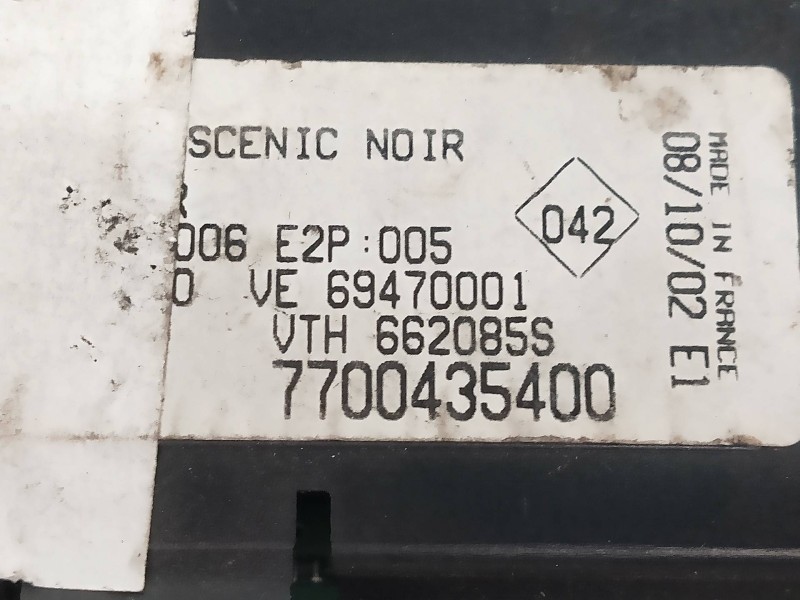 SCENIC NOIR
042
006 E2P:005
0 VE 69470001
VTH 662085S
7700435400
MADE IN FRANCE
08/10/02 E1